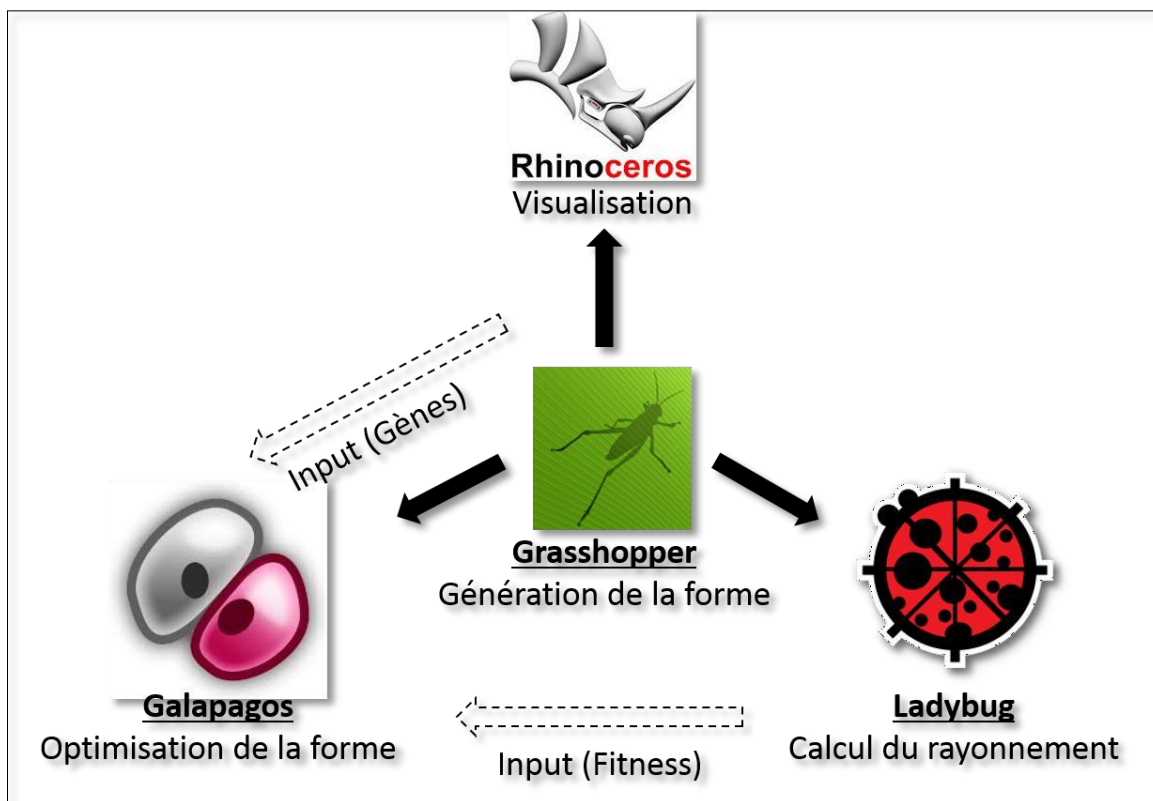 Rhinoceros
Visualisation
Input (Gènes)
Grasshopper
Génération de la forme
Galapagos
Optimisation de la forme
Ladybug
Calcul du rayonnement
Input (Fitness)